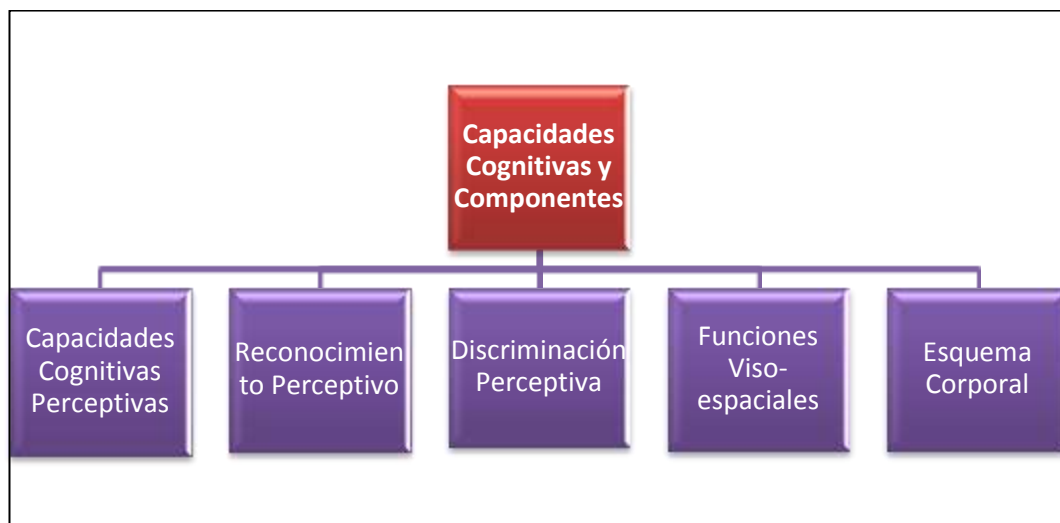 Capacidades
Cognitivas y
Componentes
Capacidades
Cognitivas
Perceptivas
Reconocimien
to Perceptivo
Discriminación
Perceptiva
Funciones
Viso-
espaciales
Esquema
Corporal